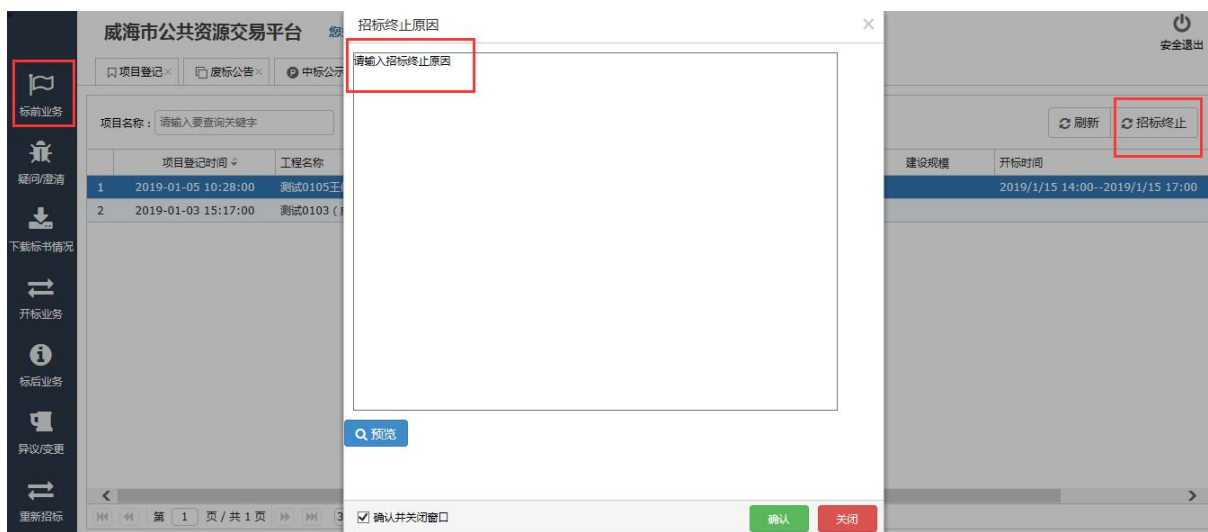 威海市公共资源交易平台 您
招标终止原因
安全退出
项目登记 废标公告 中标公示
请输入招标终止原因
标前业务
项目名称： 请输入要查询关键字
刷新 招标终止
项目登记时间 工程名称 建设规模 开标时间
疑问/澄清
1 2019-01-05 10:28:00 测试0105王 2019/1/15 14:00--2019/1/15 17:00
2 2019-01-03 15:17:00 测试0103（
下载标书情况
开标业务
标后业务
预览
异议/变更
重新招标
第 1 页/共1页 3
确认并关闭窗口
确认 关闭